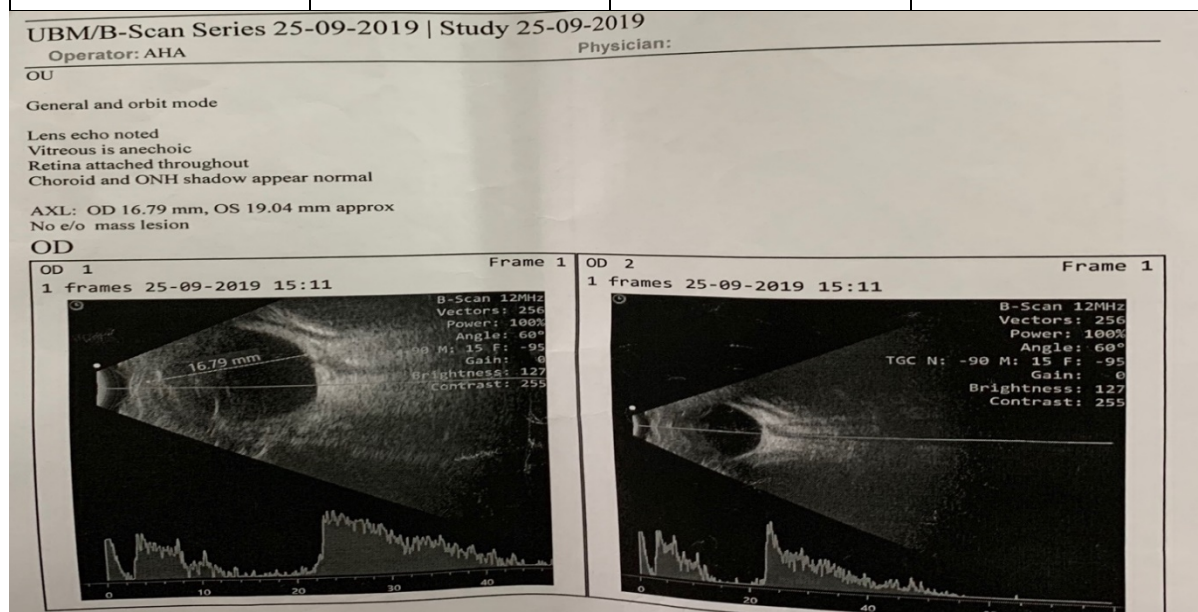 UBM/B-Scan Series 25-09-2019 | Study 25-09-2019
Operator: AHA
Physician:
OU
General and orbit mode
Lens echo noted
Vitreous is anechoic
Retina attached throughout
Choroid and ONH shadow appear normal
AXL: OD 16.79 mm, OS 19.04 mm approx
No e/o mass lesion
OD
OD 1 Frame 1
1 frames 25-09-2019 15:11
B-Scan 12MHz
Vectors: 256
Power: 100%
Angle: 60°
M: 15 F: -95
Gain: 0
Brightness: 127
Contrast: 255
16.79 mm
0 10 20 30 40
OD 2 Frame 1
1 frames 25-09-2019 15:11
B-Scan 12MHz
Vectors: 256
Power: 100%
Angle: 60°
TGC N: -90 M: 15 F: -95
Gain: 0
Brightness: 127
Contrast: 255
0 20 40